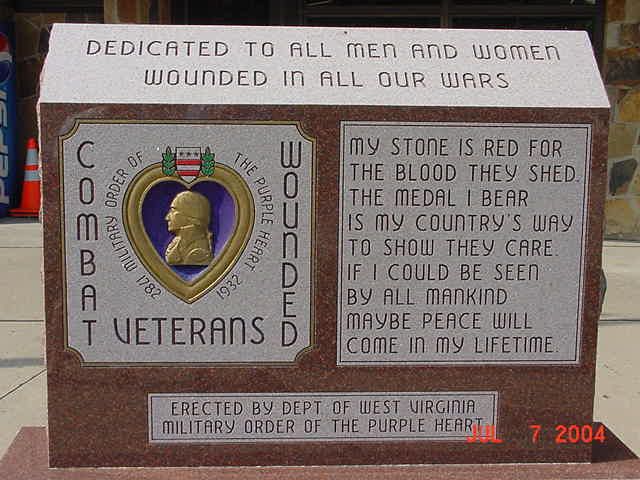 DEDICATED TO ALL MEN AND WOMEN
WOUNDED IN ALL OUR WARS
COMBAT
WOUNDED
VETERANS
MILITARY ORDER OF
THE PURPLE HEART
1782
1932
MY STONE IS RED FOR
THE BLOOD THEY SHED.
THE MEDAL I BEAR
IS MY COUNTRY'S WAY
TO SHOW THEY CARE.
IF I COULD BE SEEN
BY ALL MANKIND
MAYBE PEACE WILL
COME IN MY LIFETIME.
ERECTED BY DEPT. OF WEST VIRGINIA
MILITARY ORDER OF THE PURPLE HEART
JUL 7 2004
PEPSI